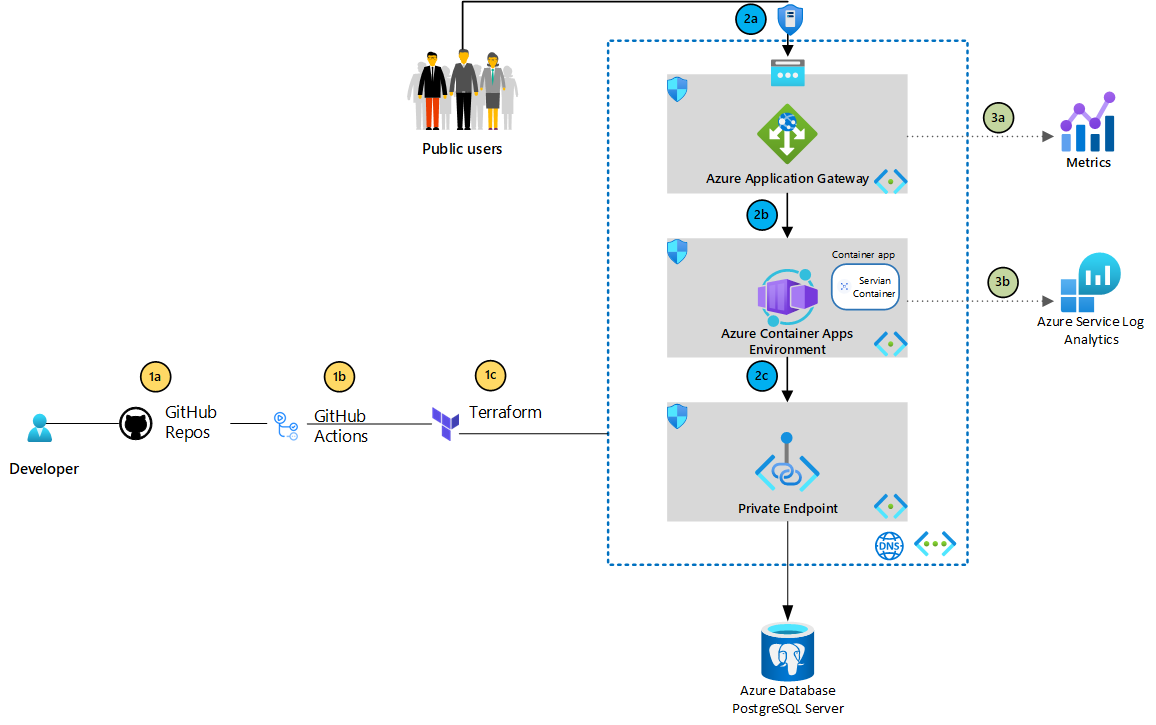 2a
Public users
Azure Application Gateway
3a
Metrics
2b
Container app
Servian
Container
Azure Container Apps
Environment
3b
Azure Service Log
Analytics
2c
1a
1b
1c
GitHub
Repos
GitHub
Actions
Terraform
Developer
Private Endpoint
DNS
Azure Database
PostgreSQL Server